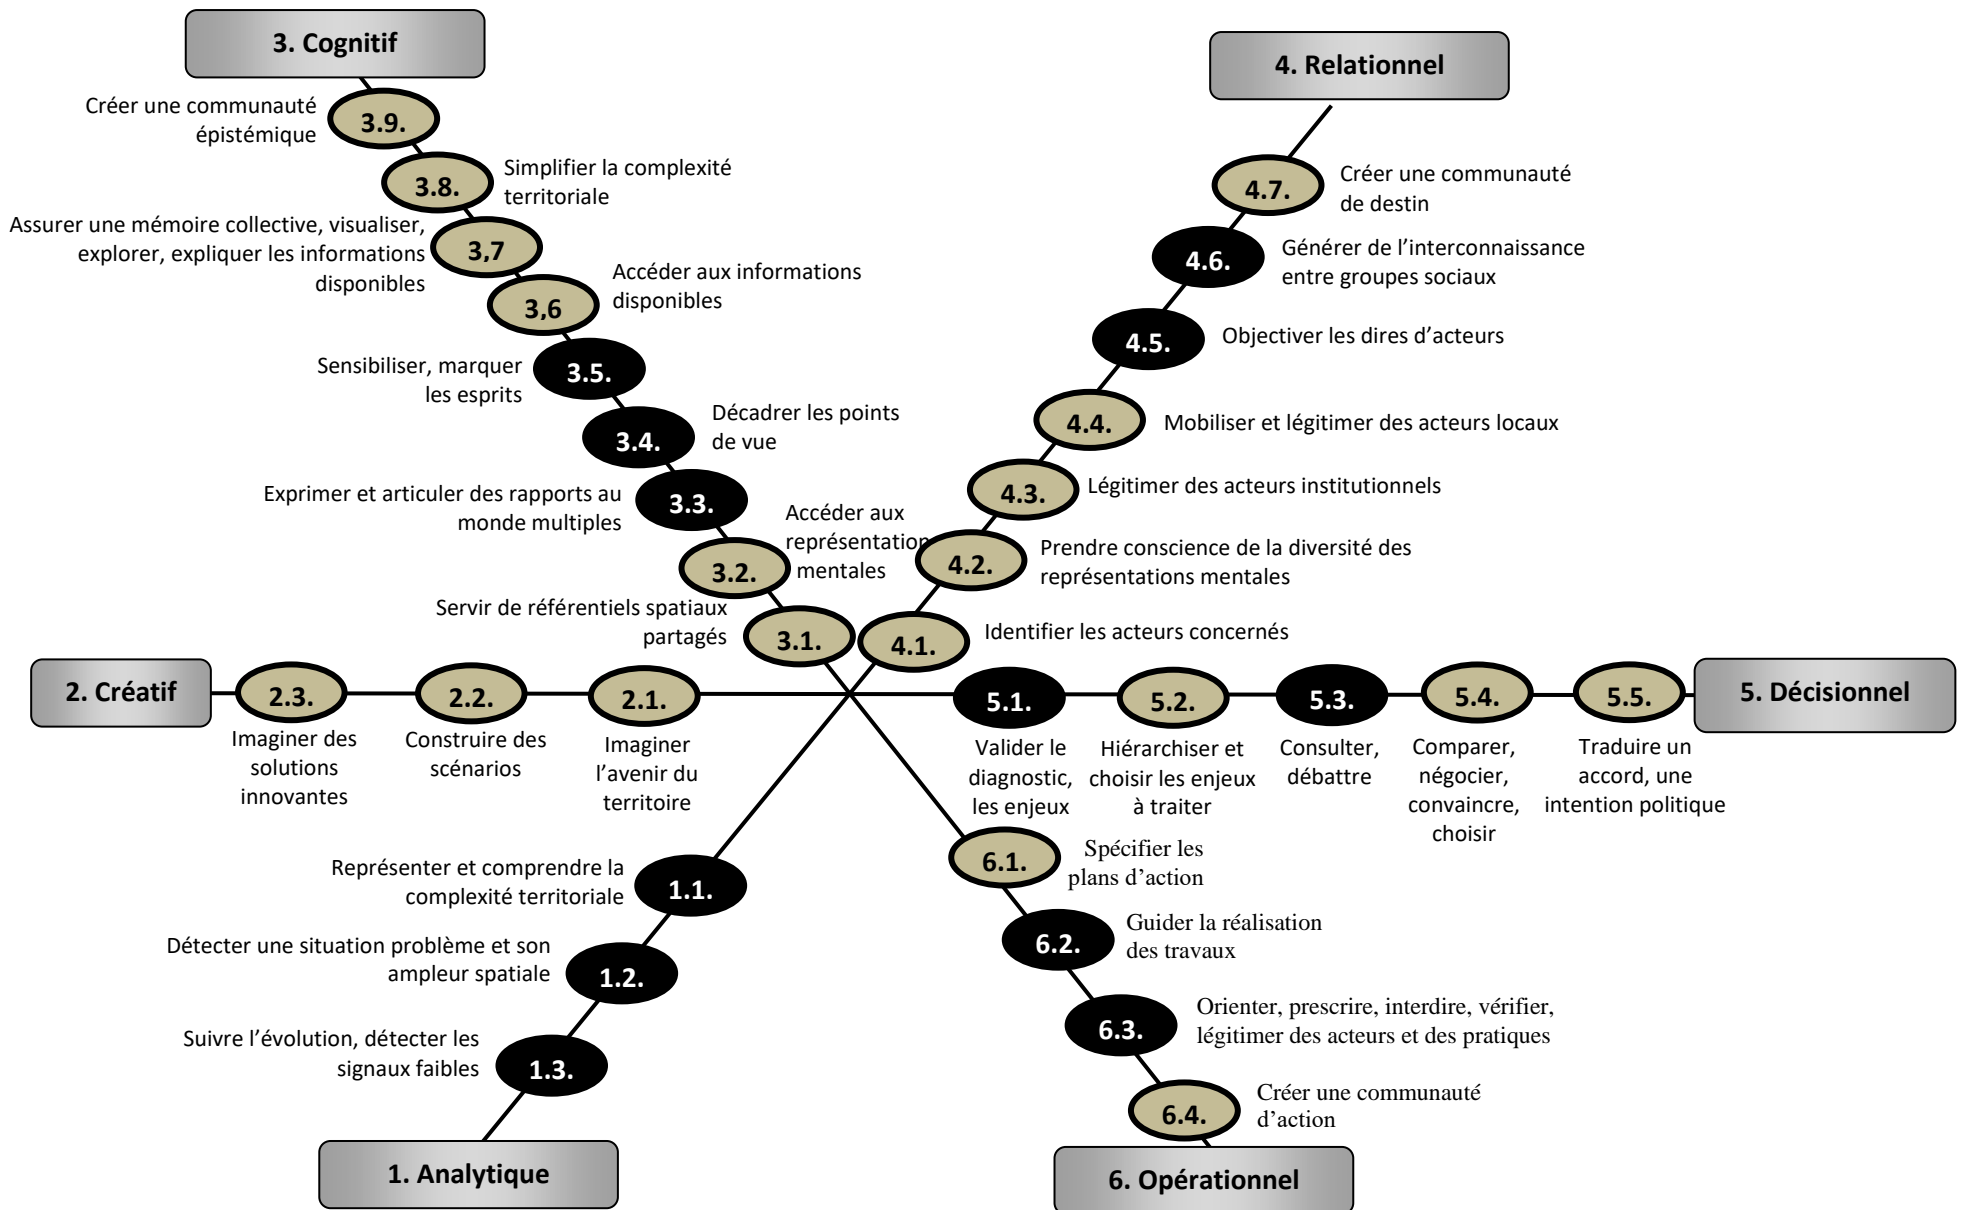 3. Cognitif
4. Relationnel
Créer une communauté
épistémique
3.9.
Simplifier la complexité
territoriale
3.8.
Assurer une mémoire collective, visualiser,
explorer, expliquer les informations
disponibles
3,7
Accéder aux informations
disponibles
3,6
Sensibiliser, marquer
les esprits
3.5.
Décadrer les points
de vue
3.4.
Exprimer et articuler des rapports au
monde multiples
3.3.
Accéder aux
représentation
mentales
3.2.
Servir de référentiels spatiaux
partagés
3.1.
4.7.
Créer une communauté
de destin
4.6.
Générer de l’interconnaissance
entre groupes sociaux
4.5.
Objectiver les dires d’acteurs
4.4.
Mobiliser et légitimer des acteurs locaux
4.3.
Légitimer des acteurs institutionnels
4.2.
Prendre conscience de la diversité des
représentations mentales
4.1.
Identifier les acteurs concernés
2. Créatif
2.3.
Imaginer des
solutions
innovantes
2.2.
Construire des
scénarios
2.1.
Imaginer
l’avenir du
territoire
5.1.
Valider le
diagnostic,
les enjeux
5.2.
Hiérarchiser et
choisir les enjeux
à traiter
5.3.
Consulter,
débattre
5.4.
Comparer,
négocier,
convaincre,
choisir
5.5.
Traduire un
accord, une
intention politique
5. Décisionnel
Représenter et comprendre la
complexité territoriale
1.1.
Détecter une situation problème et son
ampleur spatiale
1.2.
Suivre l’évolution, détecter les
signaux faibles
1.3.
1. Analytique
6.1.
Spécifier les
plans d’action
6.2.
Guider la réalisation
des travaux
6.3.
Orienter, prescrire, interdire, vérifier,
légitimer des acteurs et des pratiques
6.4.
Créer une communauté
d’action
6. Opérationnel